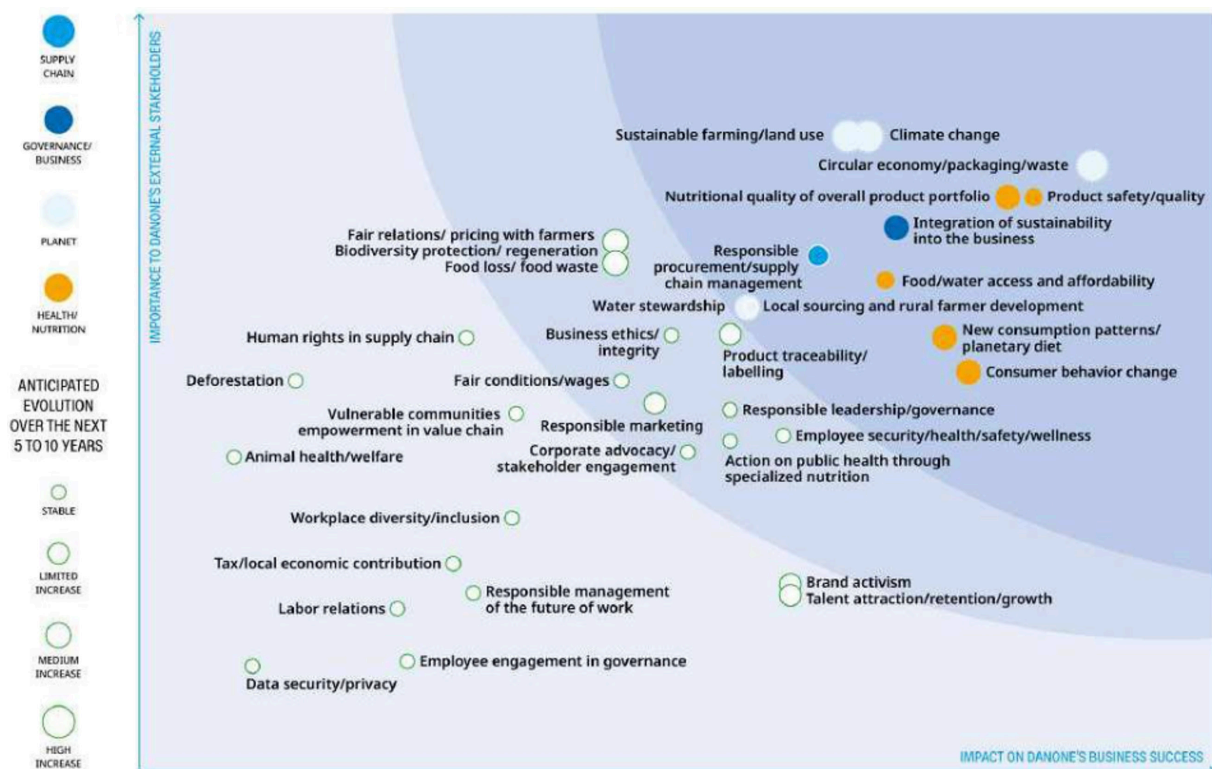 SUPPLY
CHAIN
GOVERNANCE/
BUSINESS
PLANET
HEALTH/
NUTRITION
ANTICIPATED
EVOLUTION
OVER THE NEXT
5 TO 10 YEARS
STABLE
LIMITED
INCREASE
MEDIUM
INCREASE
HIGH
INCREASE
IMPORTANCE TO DANONE'S EXTERNAL STAKEHOLDERS
Sustainable farming/land use
Climate change
Circular economy/packaging/waste
Nutritional quality of overall product portfolio
Product safety/quality
Integration of sustainability
into the business
Fair relations/ pricing with farmers
Biodiversity protection/ regeneration
Food loss/ food waste
Responsible
procurement/supply
chain management
Food/water access and affordability
Water stewardship
Local sourcing and rural farmer development
Human rights in supply chain
Business ethics/
integrity
Product traceability/
labelling
New consumption patterns/
planetary diet
Consumer behavior change
Deforestation
Fair conditions/wages
Vulnerable communities
empowerment in value chain
Responsible marketing
Responsible leadership/governance
Employee security/health/safety/wellness
Animal health/welfare
Corporate advocacy/
stakeholder engagement
Action on public health through
specialized nutrition
Workplace diversity/inclusion
Tax/local economic contribution
Responsible management
of the future of work
Labor relations
Brand activism
Talent attraction/retention/growth
Employee engagement in governance
Data security/privacy
IMPACT ON DANONE'S BUSINESS SUCCESS